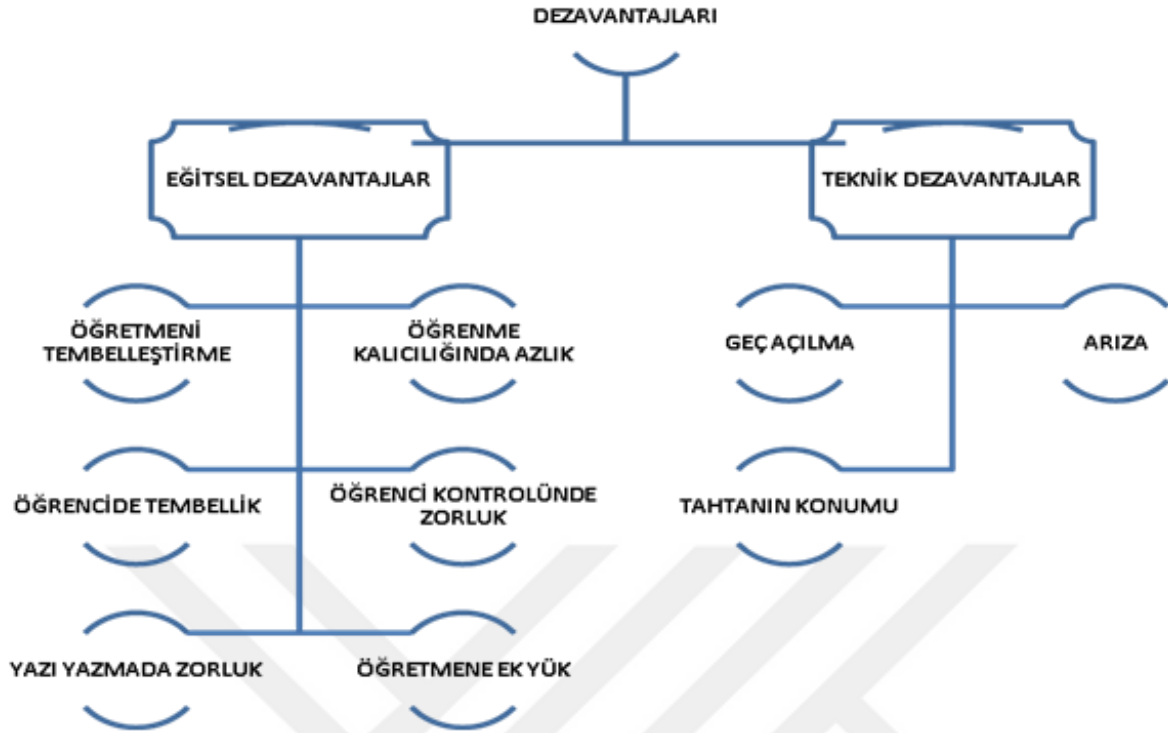 DEZAVANTAJLARI
EĞİTSEL DEZAVANTAJLAR
TEKNİK DEZAVANTAJLAR
ÖĞRETMENİ
TEMBELLEŞTİRME
ÖĞRENME
KALICILIĞINDA AZLIK
GEÇ AÇILMA
ARIZA
ÖĞRENCİDE TEMBELLİK
ÖĞRENCİ KONTROLÜNDE
ZORLUK
TAHTANIN KONUMU
YAZI YAZMADA ZORLUK
ÖĞRETMENE EK YÜK